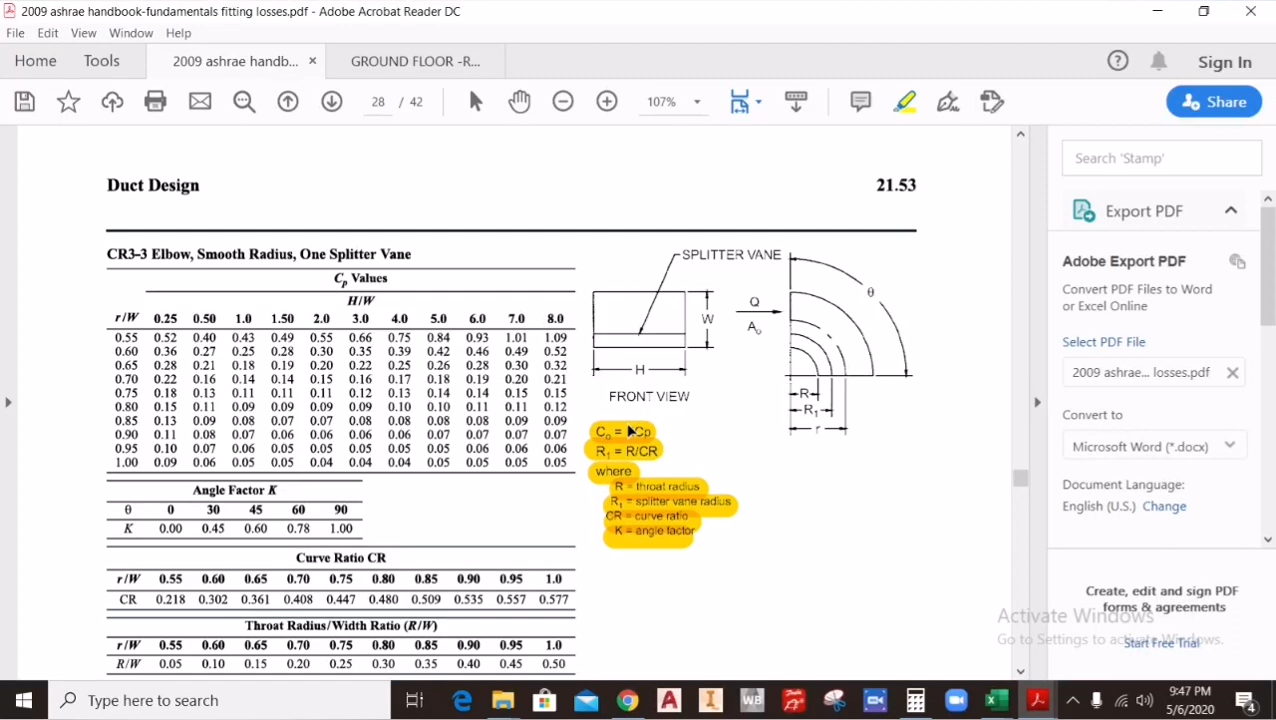 2009 ashrae handbook-fundamentals fitting losses.pdf - Adobe Acrobat Reader DC
File Edit View Window Help
Home Tools 2009 ashrae handb... × GROUND FLOOR -R... Sign In
28 / 42 107% Share
Duct Design 21.53
CR3-3 Elbow, Smooth Radius, One Splitter Vane
Cp Values
H/W
r/W 0.25 0.50 1.0 1.50 2.0 3.0 4.0 5.0 6.0 7.0 8.0
0.55 0.52 0.40 0.43 0.49 0.55 0.66 0.75 0.84 0.93 1.01 1.09
0.60 0.36 0.27 0.25 0.28 0.30 0.35 0.39 0.42 0.46 0.49 0.52
0.65 0.28 0.21 0.18 0.19 0.20 0.22 0.25 0.26 0.28 0.30 0.32
0.70 0.22 0.16 0.14 0.14 0.15 0.16 0.17 0.18 0.19 0.20 0.21
0.75 0.18 0.13 0.11 0.11 0.11 0.12 0.13 0.14 0.14 0.15 0.15
0.80 0.15 0.11 0.09 0.09 0.09 0.09 0.10 0.10 0.11 0.11 0.12
0.85 0.13 0.09 0.08 0.07 0.07 0.08 0.08 0.08 0.08 0.09 0.09
0.90 0.11 0.08 0.07 0.06 0.06 0.06 0.06 0.07 0.07 0.07 0.07
0.95 0.10 0.07 0.06 0.05 0.05 0.05 0.05 0.05 0.06 0.06 0.06
1.00 0.09 0.06 0.05 0.05 0.04 0.04 0.04 0.05 0.05 0.05 0.05
Angle Factor K
θ 0 30 45 60 90
K 0.00 0.45 0.60 0.78 1.00
Curve Ratio CR
r/W 0.55 0.60 0.65 0.70 0.75 0.80 0.85 0.90 0.95 1.0
CR 0.218 0.302 0.361 0.408 0.447 0.480 0.509 0.535 0.557 0.577
Throat Radius/Width Ratio (R/W)
r/W 0.55 0.60 0.65 0.70 0.75 0.80 0.85 0.90 0.95 1.0
R/W 0.05 0.10 0.15 0.20 0.25 0.30 0.35 0.40 0.45 0.50
SPLITTER VANE
W
H
FRONT VIEW
Q
Ao
θ
R
R1
r
Co = Cp
R1 = R/CR
where
R = throat radius
R1 = splitter vane radius
CR = curve ratio
K = angle factor
Search 'Stamp'
Export PDF
Adobe Export PDF
Convert PDF Files to Word
or Excel Online
Select PDF File
2009 ashrae... losses.pdf ×
Convert to
Microsoft Word (*.docx)
Document Language:
English (U.S.) Change
Create, edit and sign PDF
forms & agreements
Start Free Trial
Activate Windows
Go to Settings to activate Windows.
Type here to search
9:47 PM
5/6/2020
4